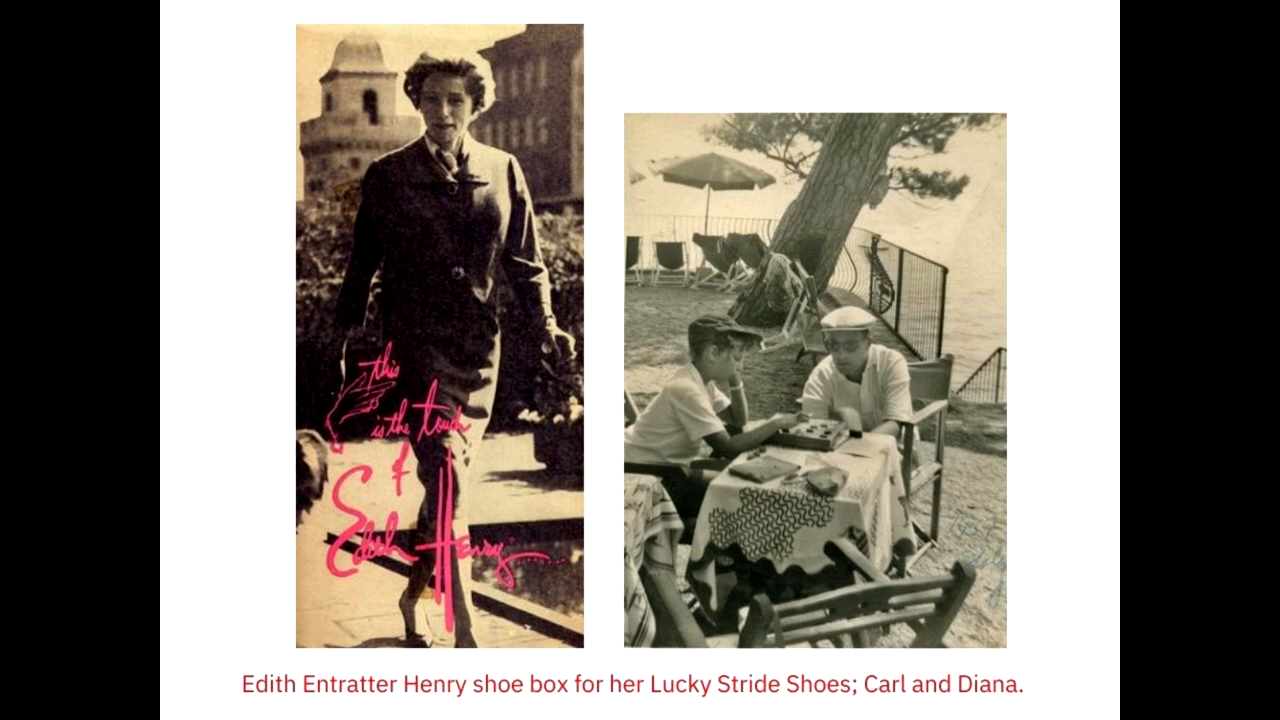 this
is the touch
of
Edith Henry
Edith Entratter Henry shoe box for her Lucky Stride Shoes; Carl and Diana.